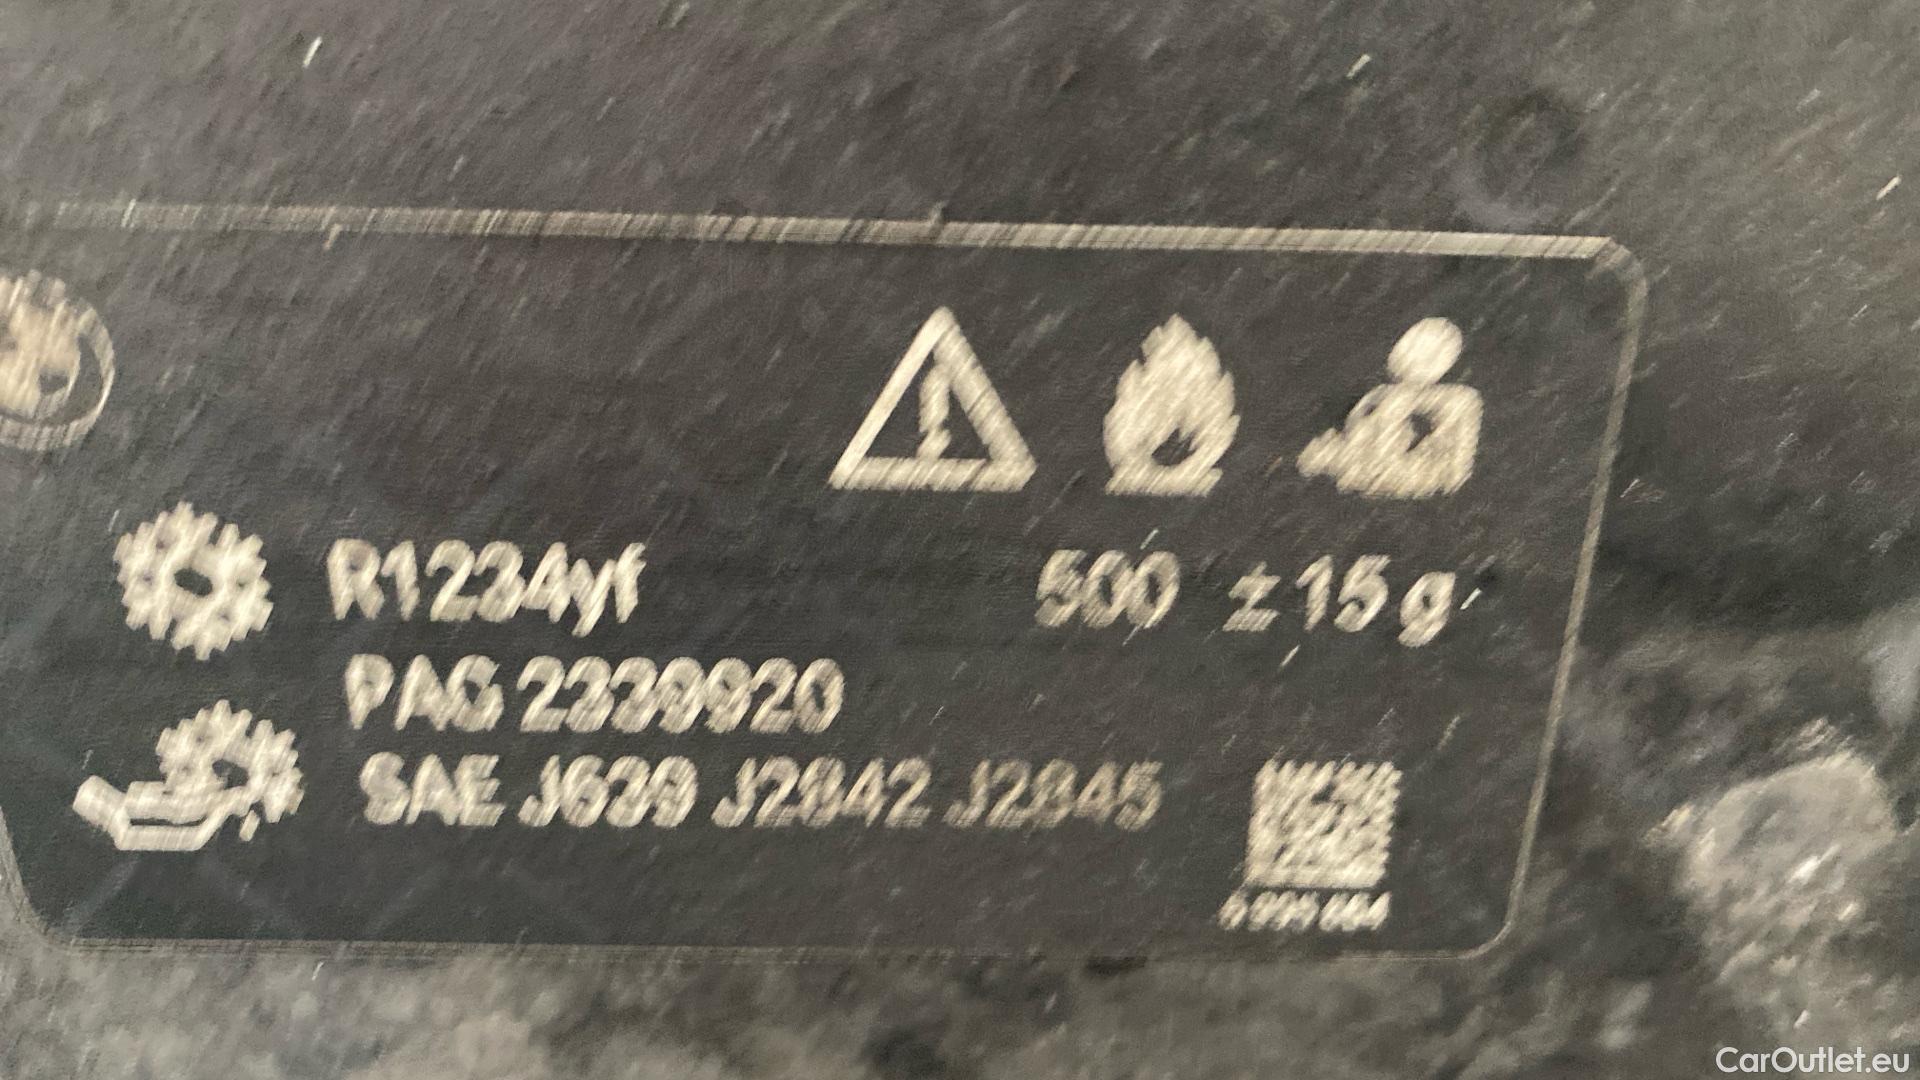 R1234yf 500 ± 15 g
PAG 2339920
SAE J639 J2842 J2845
CarOutlet.eu